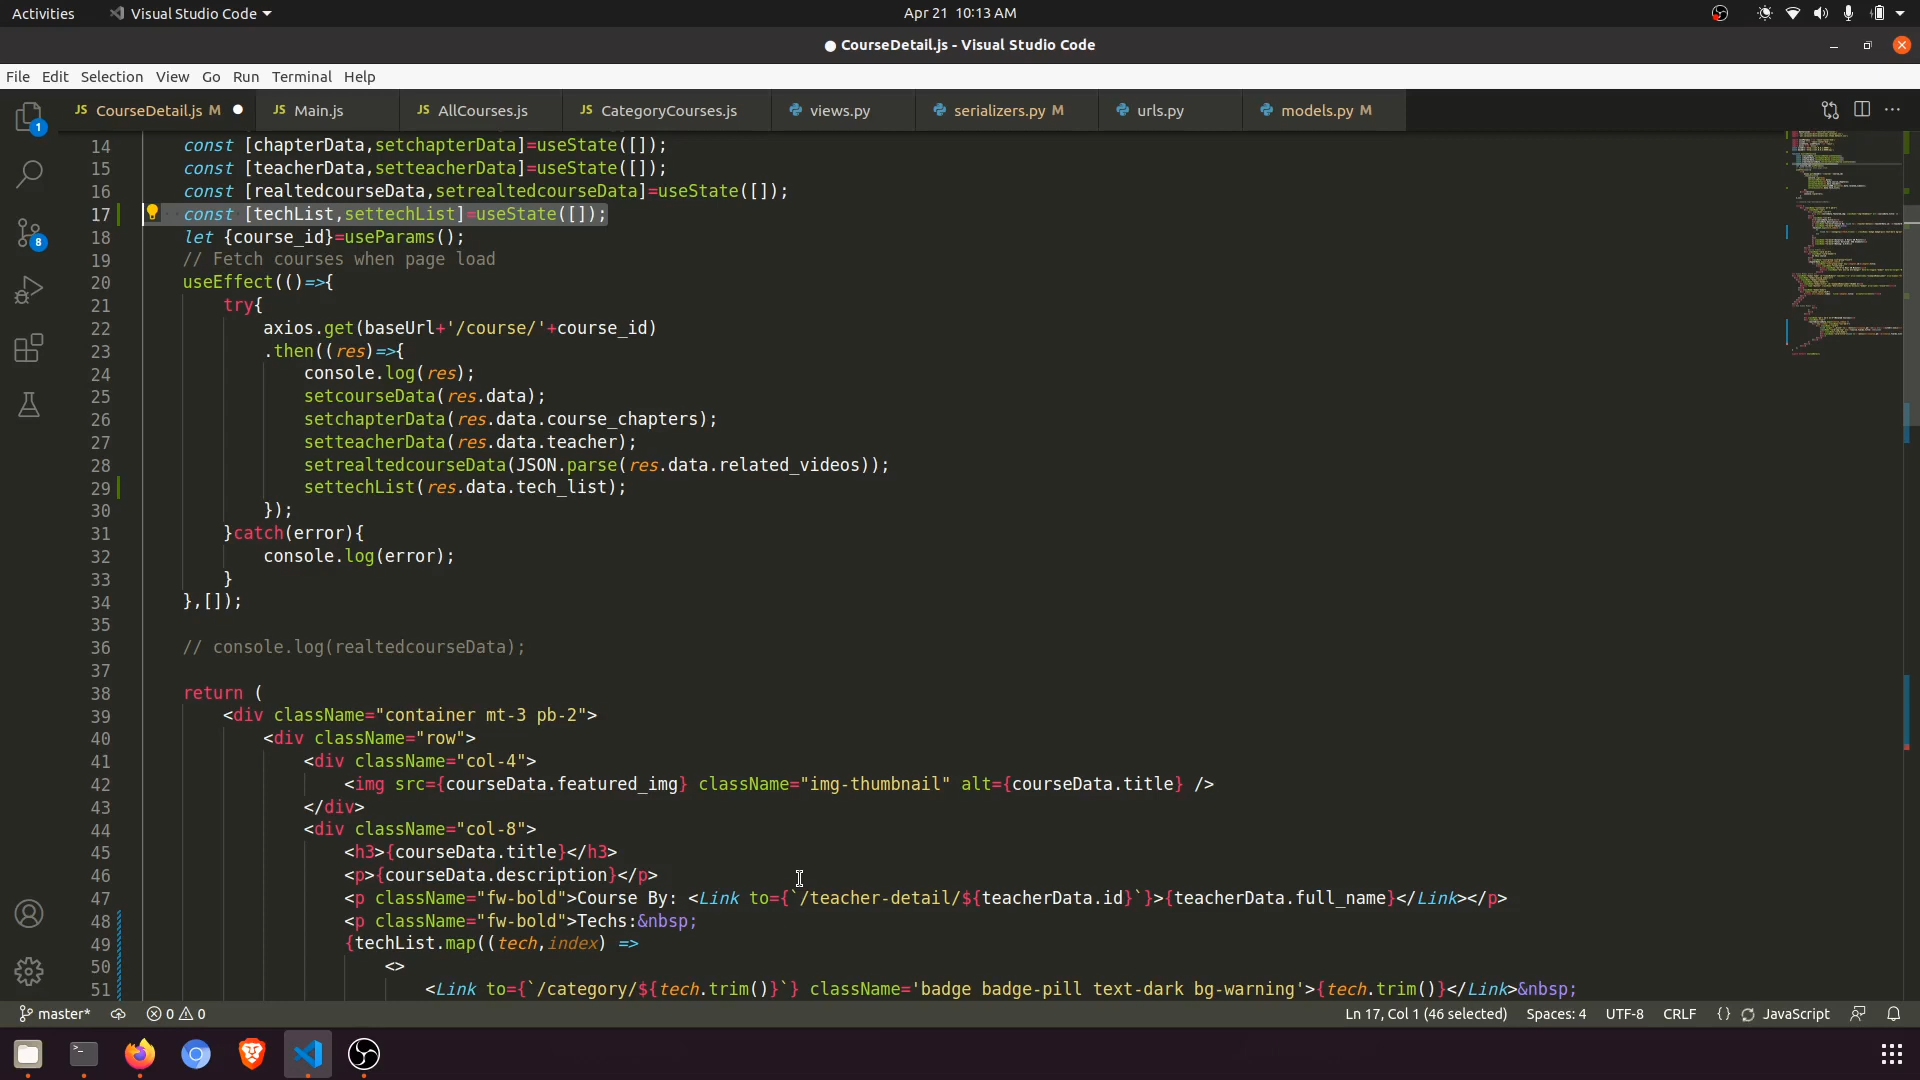 Activities Visual Studio Code Apr 21 10:13 AM
CourseDetail.js - Visual Studio Code
File Edit Selection View Go Run Terminal Help
JS CourseDetail.js M JS Main.js JS AllCourses.js JS CategoryCourses.js views.py serializers.py M urls.py models.py M
14 const [chapterData,setchapterData]=useState([]);
15 const [teacherData,setteacherData]=useState([]);
16 const [realtedcourseData,setrealtedcourseData]=useState([]);
17 const [techList,settechList]=useState([]);
18 let {course_id}=useParams();
19 // Fetch courses when page load
20 useEffect(()=>{
21 try{
22 axios.get(baseUrl+'/course/'+course_id)
23 .then((res)=>{
24 console.log(res);
25 setcourseData(res.data);
26 setchapterData(res.data.course_chapters);
27 setteacherData(res.data.teacher);
28 setrealtedcourseData(JSON.parse(res.data.related_videos));
29 settechList(res.data.tech_list);
30 });
31 }catch(error){
32 console.log(error);
33 }
34 },[]);
35
36 // console.log(realtedcourseData);
37
38 return (
39 <div className="container mt-3 pb-2">
40 <div className="row">
41 <div className="col-4">
42 <img src={courseData.featured_img} className="img-thumbnail" alt={courseData.title} />
43 </div>
44 <div className="col-8">
45 <h3>{courseData.title}</h3>
46 <p>{courseData.description}</p>
47 <p className="fw-bold">Course By: <Link to={`/teacher-detail/${teacherData.id}`}>{teacherData.full_name}</Link></p>
48 <p className="fw-bold">Techs:&nbsp;
49 {techList.map((tech,index) =>
50 <>
51 <Link to={`/category/${tech.trim()}`} className='badge badge-pill text-dark bg-warning'>{tech.trim()}</Link>&nbsp;
1
8
master* 0 0 Ln 17, Col 1 (46 selected) Spaces: 4 UTF-8 CRLF {} JavaScript